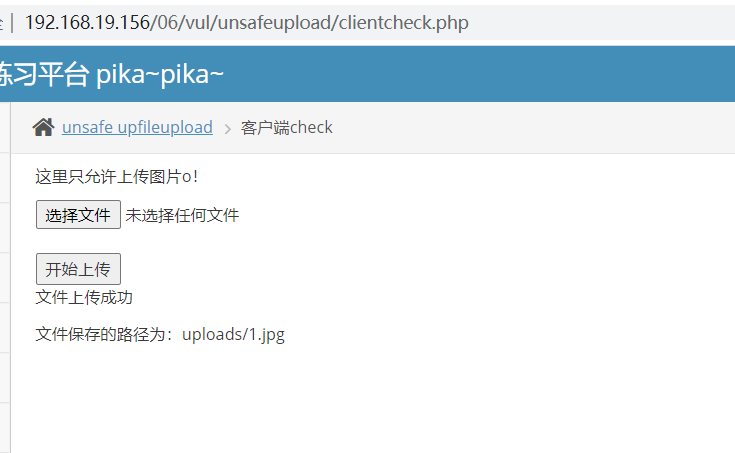 192.168.19.156/06/vul/unsafeupload/clientcheck.php
练习平台 pika~pika~
unsafe upfileupload > 客户端check
这里只允许上传图片o!
选择文件 未选择任何文件
开始上传
文件上传成功
文件保存的路径为：uploads/1.jpg